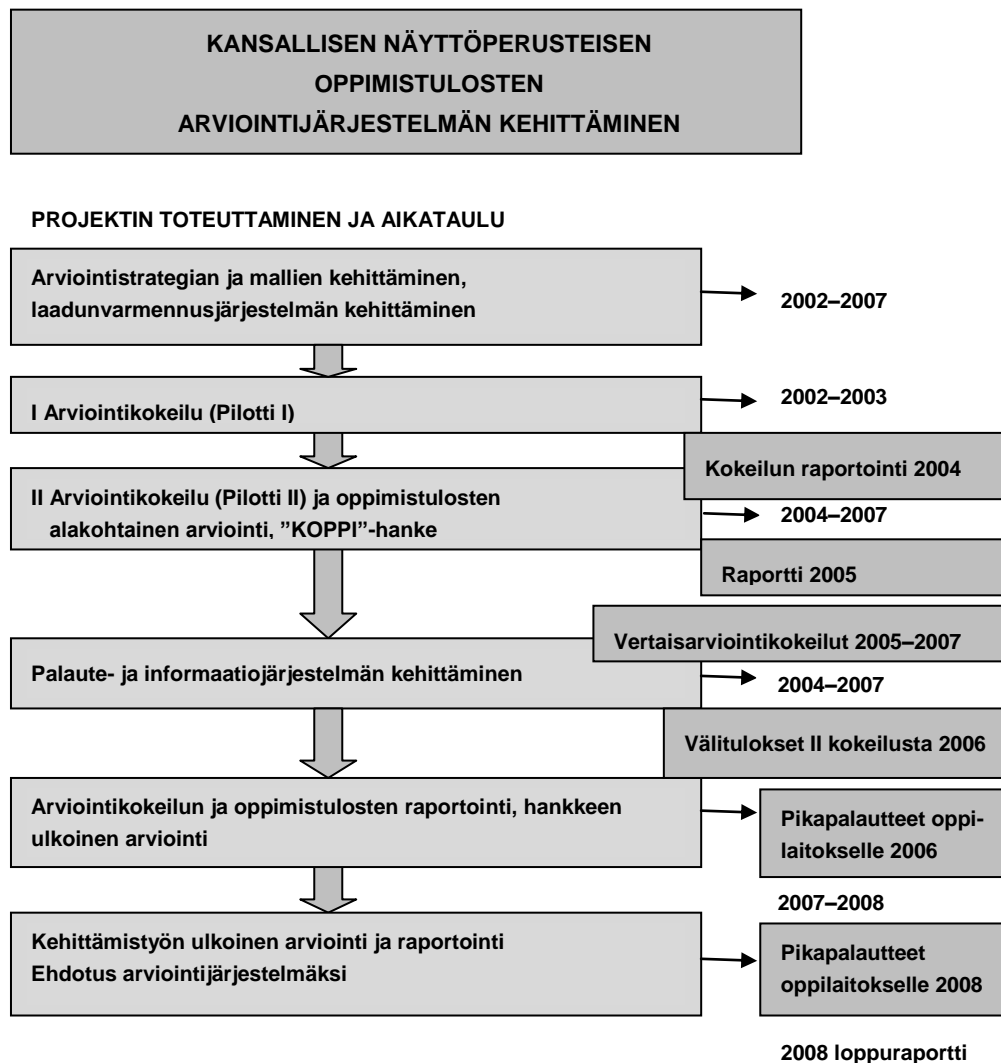 KANSALLISEN NÄYTTÖPERUSTEISEN
OPPIMISTULOSTEN
ARVIOINTIJÄRJESTELMÄN KEHITTÄMINEN
PROJEKTIN TOTEUTTAMINEN JA AIKATAULU
Arviointistrategian ja mallien kehittäminen,
laadunvarmennusjärjestelmän kehittäminen
2002–2007
I Arviointikokeilu (Pilotti I)
2002–2003
Kokeilun raportointi 2004
II Arviointikokeilu (Pilotti II) ja oppimistulosten
alakohtainen arviointi, ”KOPPI”-hanke
2004–2007
Raportti 2005
Vertaisarviointikokeilut 2005–2007
Palaute- ja informaatiojärjestelmän kehittäminen
2004–2007
Välitulokset II kokeilusta 2006
Arviointikokeilun ja oppimistulosten raportointi, hankkeen
ulkoinen arviointi
Pikapalautteet oppi-
laitokselle 2006
2007–2008
Kehittämistyön ulkoinen arviointi ja raportointi
Ehdotus arviointijärjestelmäksi
Pikapalautteet
oppilaitokselle 2008
2008 loppuraportti